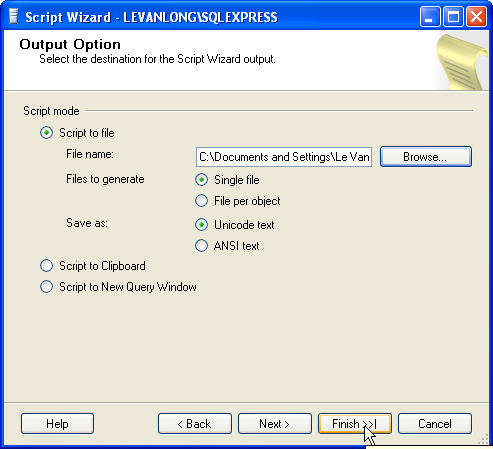 Script Wizard - LEVANLONG\SQLEXPRESS
Output Option
Select the destination for the Script Wizard output.
Script mode
Script to file
File name: C:\Documents and Settings\Le Van Browse...
Files to generate Single file
File per object
Save as: Unicode text
ANSI text
Script to Clipboard
Script to New Query Window
Help < Back Next > Finish >>| Cancel